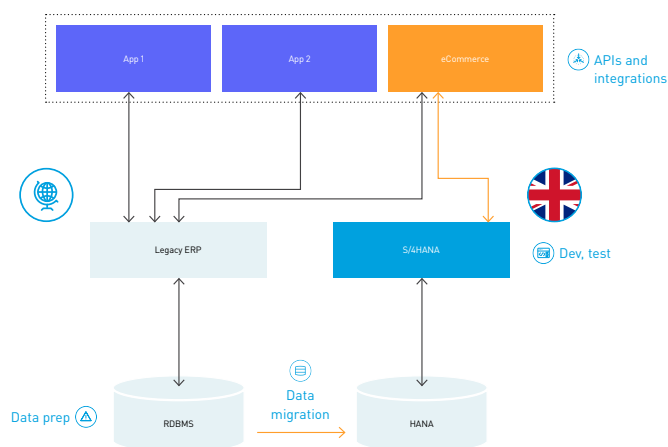 App 1
App 2
eCommerce
APIs and
integrations
Legacy ERP
S/4HANA
Dev, test
Data
migration
Data prep
RDBMS
HANA